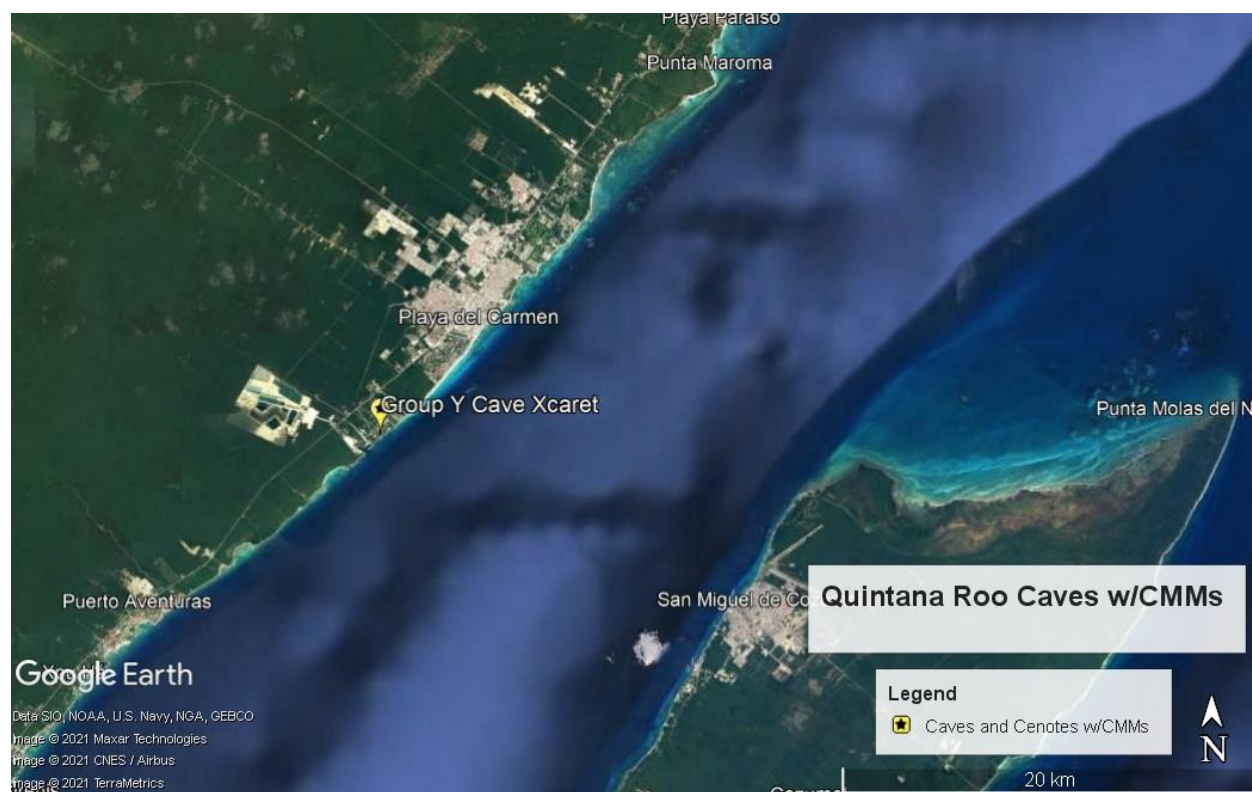 Playa Paraiso
Punta Maroma
Playa del Carmen
Group Y Cave Xcaret
Punta Molas del N
Puerto Aventuras
San Miguel de Coz
Quintana Roo Caves w/CMMs
Google Earth
Legend
Caves and Cenotes w/CMMs
N
Data SIO, NOAA, U.S. Navy, NGA, GEBCO
Image © 2021 Maxar Technologies
Image © 2021 CNES / Airbus
Image © 2021 TerraMetrics
20 km